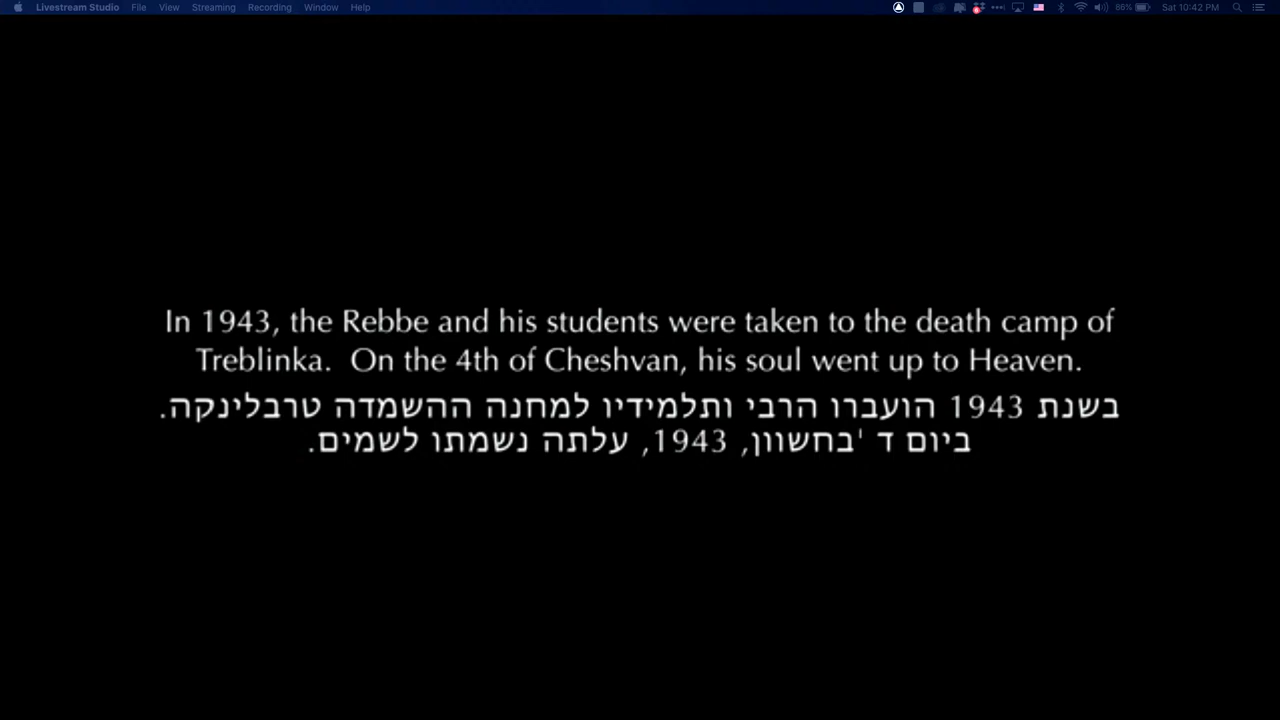 Livestream Studio File View Streaming Recording Window Help 86% Sat 10:42 PM
In 1943, the Rebbe and his students were taken to the death camp of
Treblinka.  On the 4th of Cheshvan, his soul went up to Heaven.
בשנת 1943 הועברו הרבי ותלמידיו למחנה ההשמדה טרבלינקה.
ביום ד 'בחשוון, 1943, עלתה נשמתו לשמים.